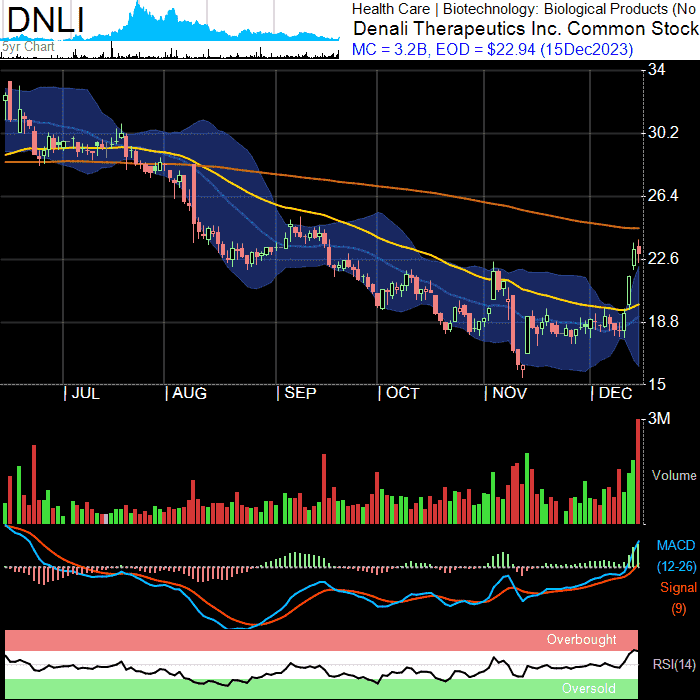 DNLI
5yr Chart
Health Care | Biotechnology: Biological Products (No
Denali Therapeutics Inc. Common Stock
MC = 3.2B, EOD = $22.94 (15Dec2023)
34
30.2
26.4
22.6
18.8
15
| JUL | AUG | SEP | OCT | NOV | DEC
3M
Volume
MACD
(12-26)
Signal
(9)
Overbought
RSI(14)
Oversold